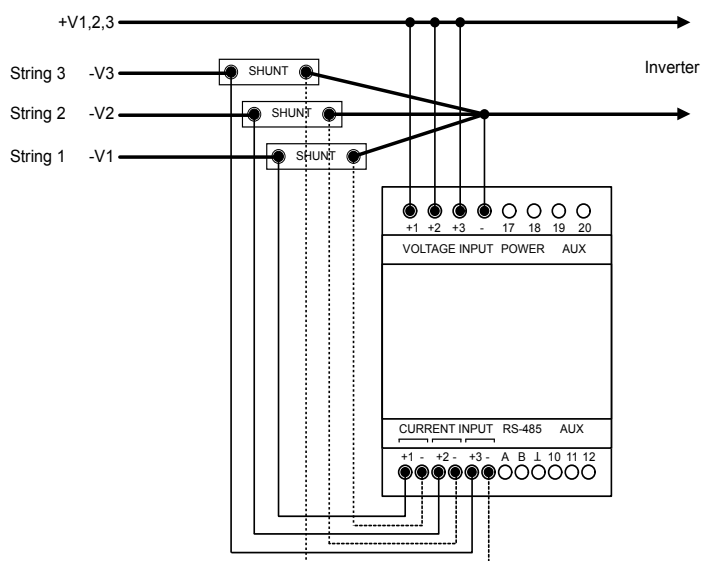 +V1,2,3
String 3 -V3 SHUNT
Inverter
String 2 -V2 SHUNT
String 1 -V1 SHUNT
+1 +2 +3 - 17 18 19 20
VOLTAGE INPUT POWER AUX
CURRENT INPUT RS-485 AUX
+1 - +2 - +3 - A B ⊥ 10 11 12